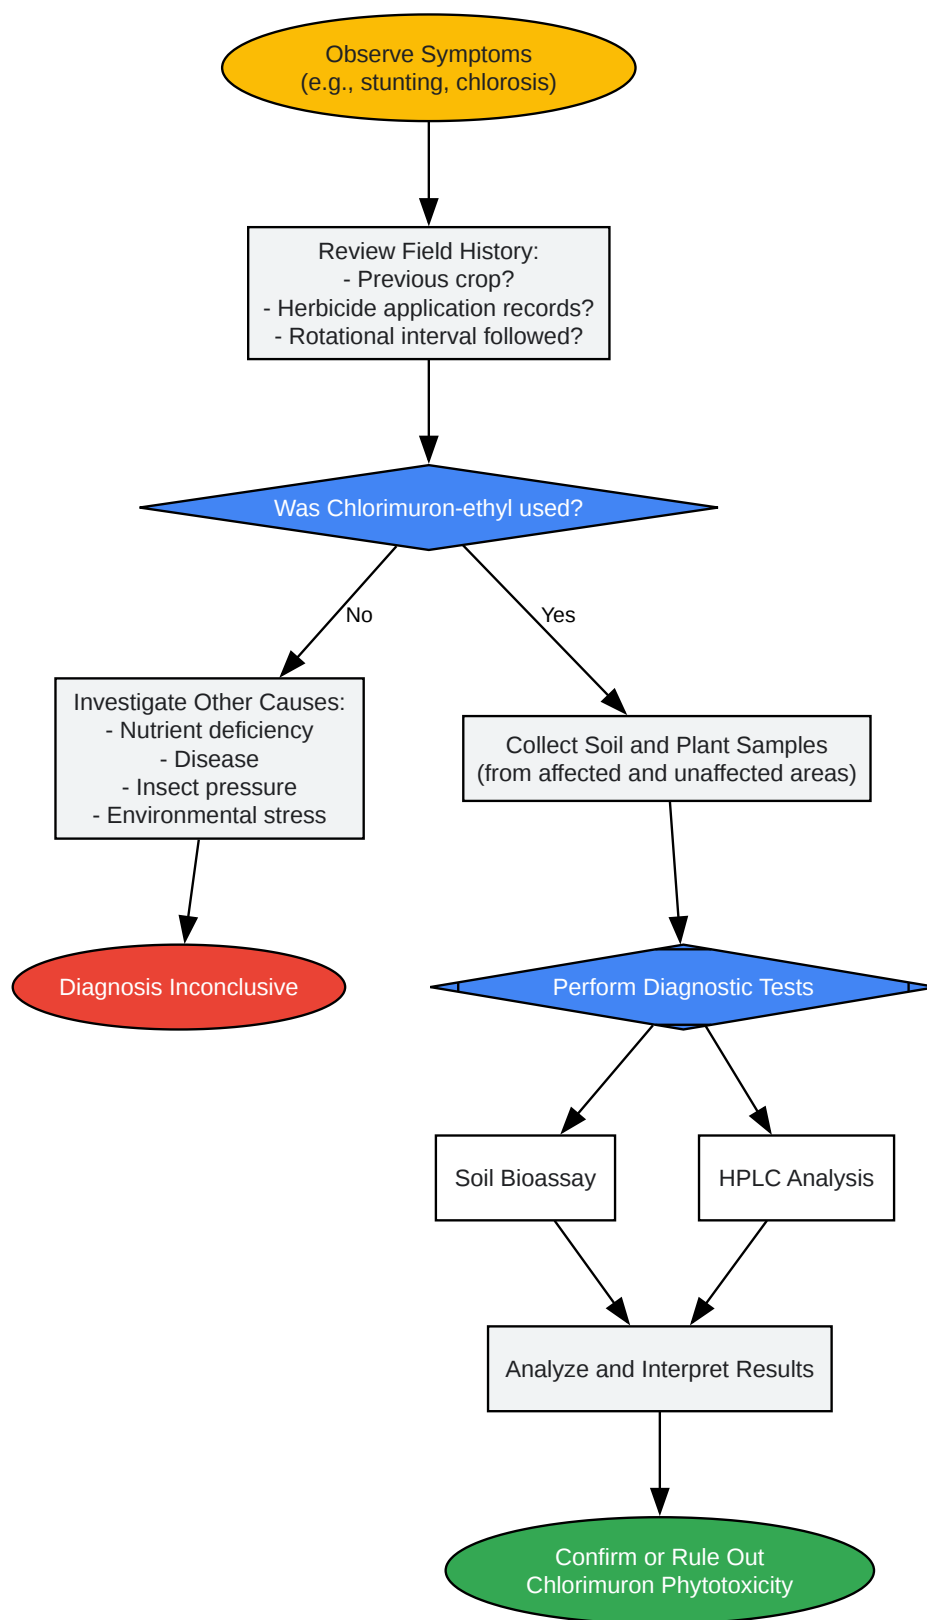 Observe Symptoms
(e.g., stunting, chlorosis)
Review Field History:
- Previous crop?
- Herbicide application records?
- Rotational interval followed?
Was Chlorimuron-ethyl used?
No
Yes
Investigate Other Causes:
- Nutrient deficiency
- Disease
- Insect pressure
- Environmental stress
Collect Soil and Plant Samples
(from affected and unaffected areas)
Diagnosis Inconclusive
Perform Diagnostic Tests
Soil Bioassay
HPLC Analysis
Analyze and Interpret Results
Confirm or Rule Out
Chlorimuron Phytotoxicity